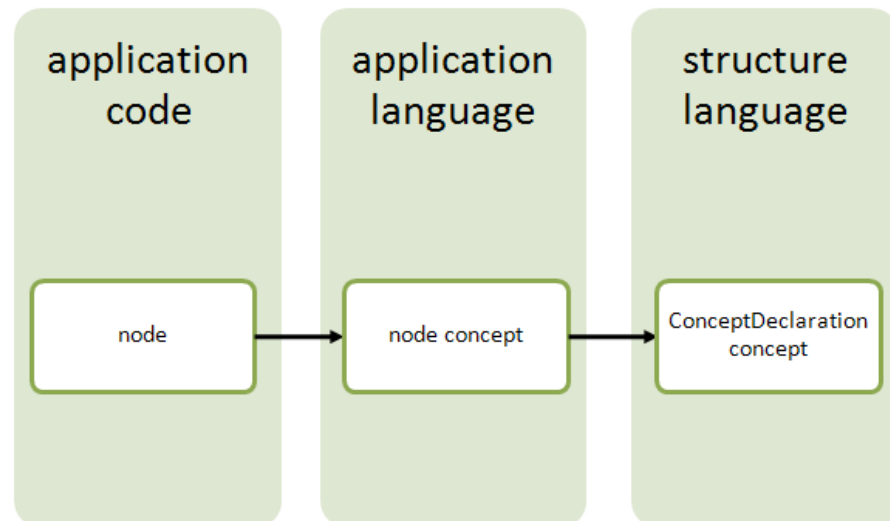 application
code
application
language
structure
language
node
node concept
ConceptDeclaration
concept